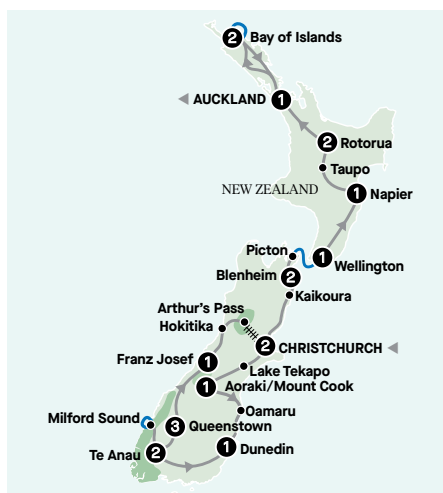 2 Bay of Islands
AUCKLAND 1
2 Rotorua
Taupo
NEW ZEALAND
1 Napier
Picton
1 Wellington
Blenheim 2
Kaikoura
Arthur's Pass
Hokitika
2 CHRISTCHURCH
Franz Josef 1
Lake Tekapo
1 Aoraki/Mount Cook
Oamaru
Milford Sound
3 Queenstown
Te Anau 2
1 Dunedin